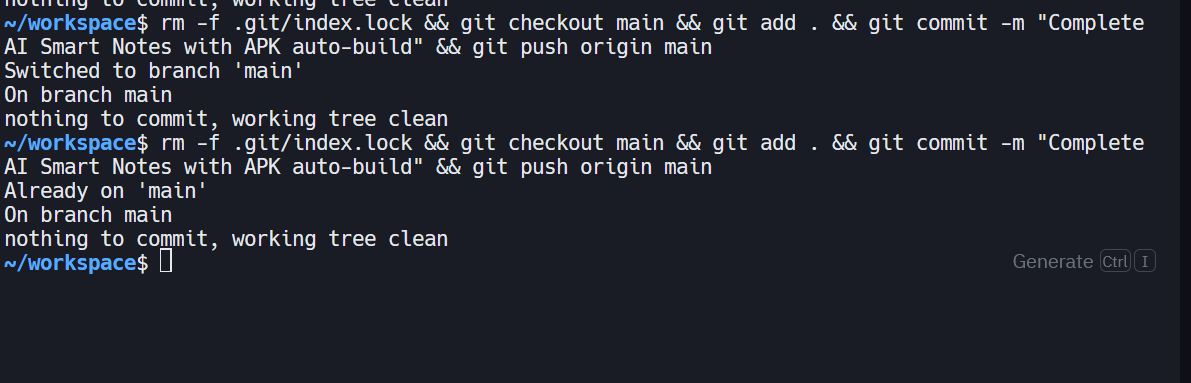 nothing to commit, working tree clean
~/workspace$ rm -f .git/index.lock && git checkout main && git add . && git commit -m "Complete
AI Smart Notes with APK auto-build" && git push origin main
Switched to branch 'main'
On branch main
nothing to commit, working tree clean
~/workspace$ rm -f .git/index.lock && git checkout main && git add . && git commit -m "Complete
AI Smart Notes with APK auto-build" && git push origin main
Already on 'main'
On branch main
nothing to commit, working tree clean
~/workspace$
Generate Ctrl I